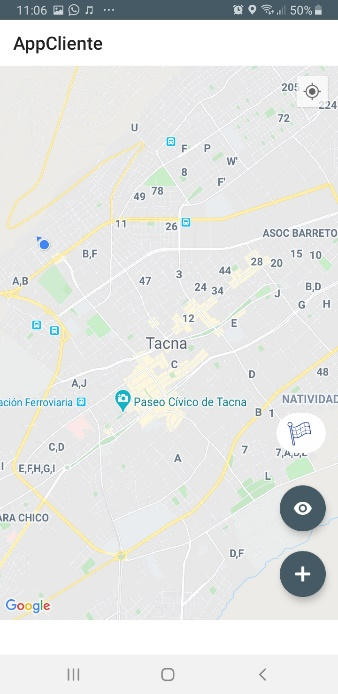 11:06
50%
AppCliente
205
224
72
U
F
P
W'
8
F'
78
49
11
26
ASOC BARRETO
B,F
15
10
28
20
44
3
A,B
47
24
34
J
B,D
G
H
12
E
Tacna
C
48
D
A,J
NATIVIDAD
ación Ferroviaria
Paseo Cívico de Tacna
B
1
C,D
7
7,A,D,E
A
I
E,F,H,G,I
L
ARA CHICO
D,F
Google